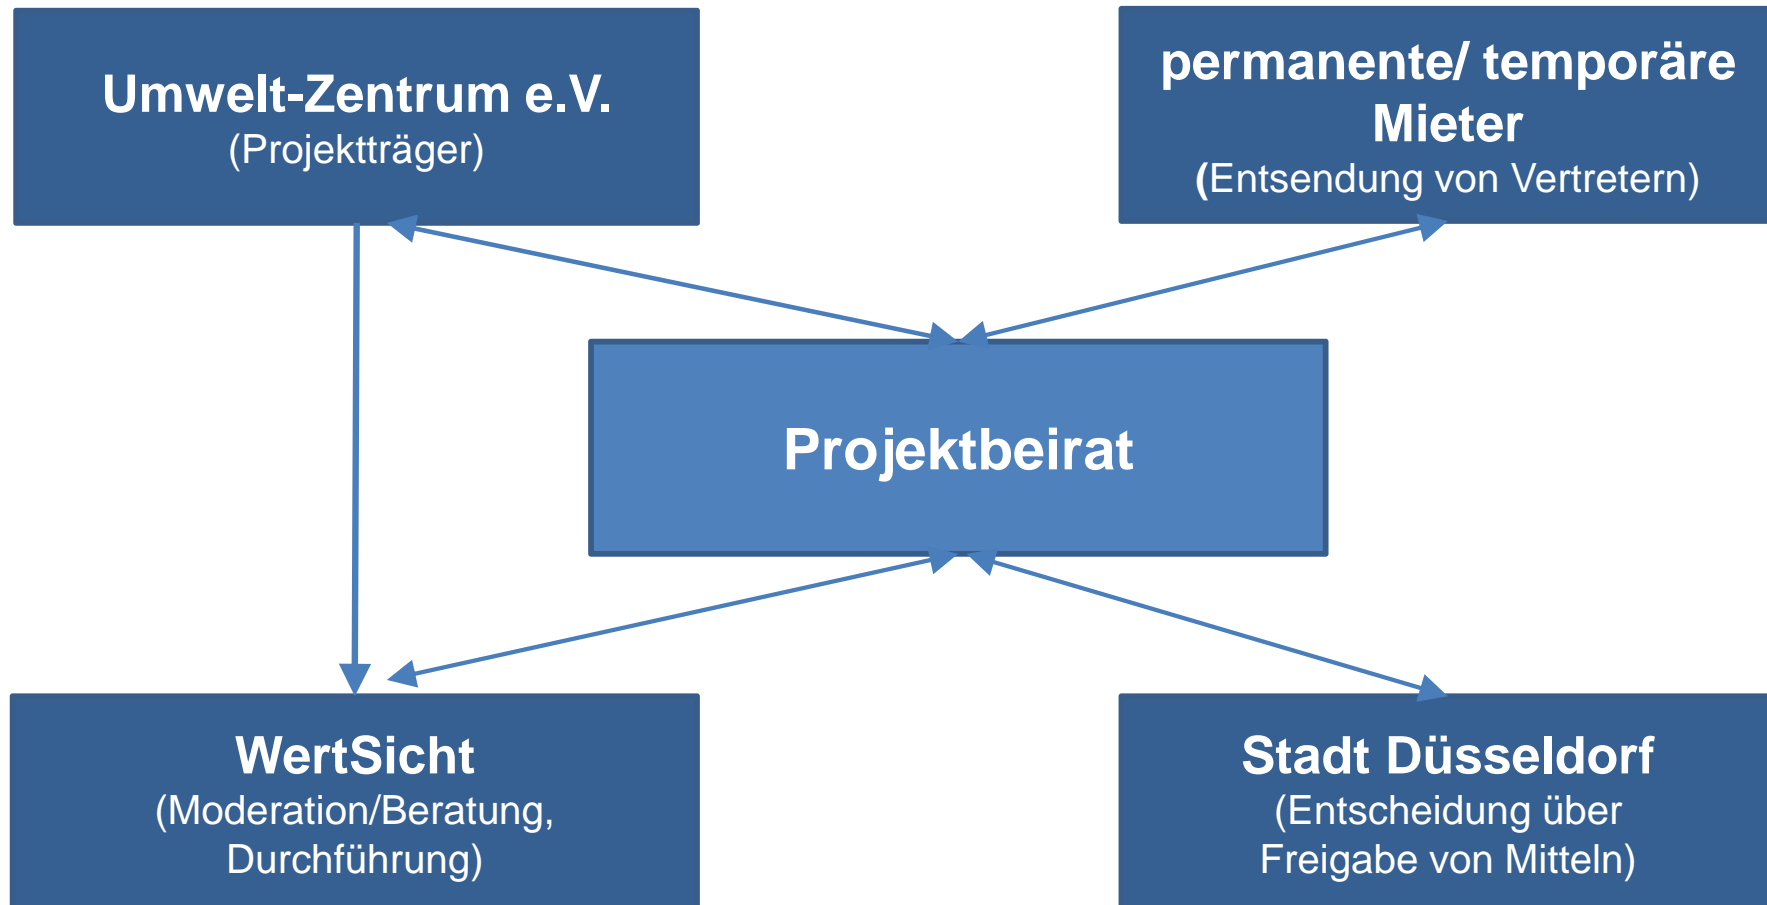 Umwelt-Zentrum e.V.
(Projektträger)
permanente/ temporäre
Mieter
(Entsendung von Vertretern)
Projektbeirat
WertSicht
(Moderation/Beratung,
Durchführung)
Stadt Düsseldorf
(Entscheidung über
Freigabe von Mitteln)